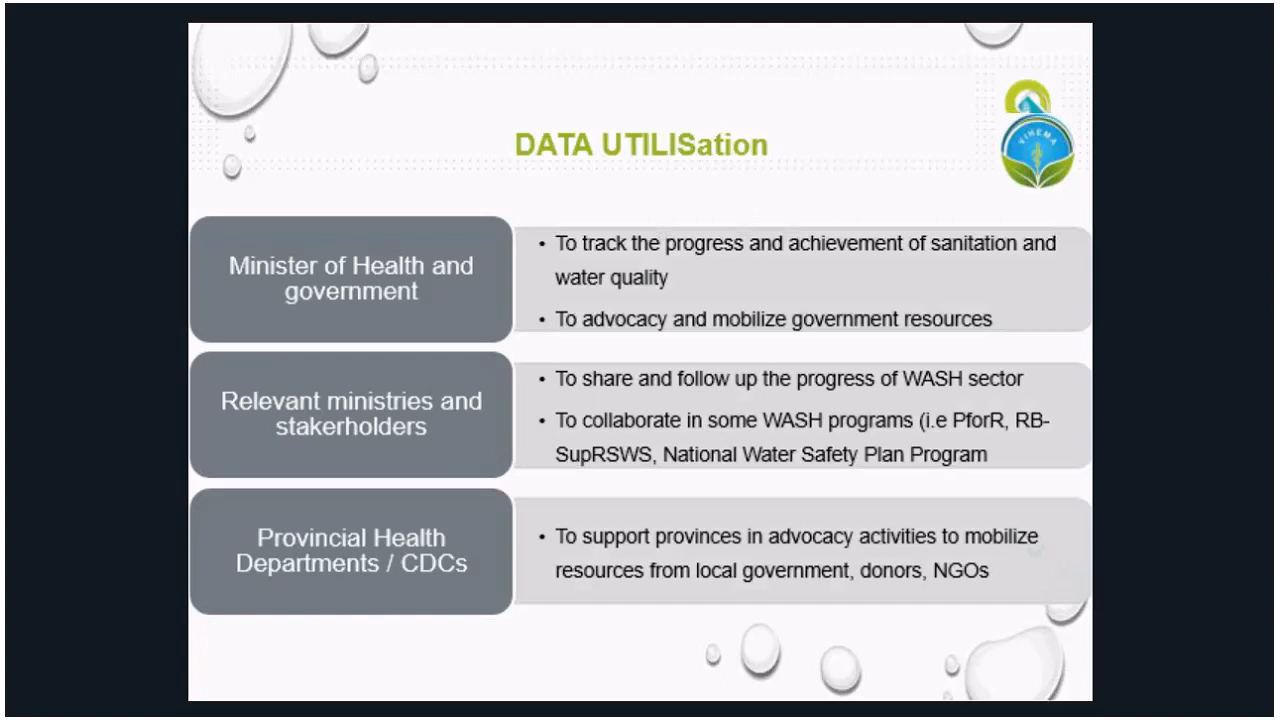 DATA UTILISation
VIHEMA
Minister of Health and
government
• To track the progress and achievement of sanitation and
water quality
• To advocacy and mobilize government resources
Relevant ministries and
stakerholders
• To share and follow up the progress of WASH sector
• To collaborate in some WASH programs (i.e PforR, RB-
SupRSWS, National Water Safety Plan Program
Provincial Health
Departments / CDCs
• To support provinces in advocacy activities to mobilize
resources from local government, donors, NGOs